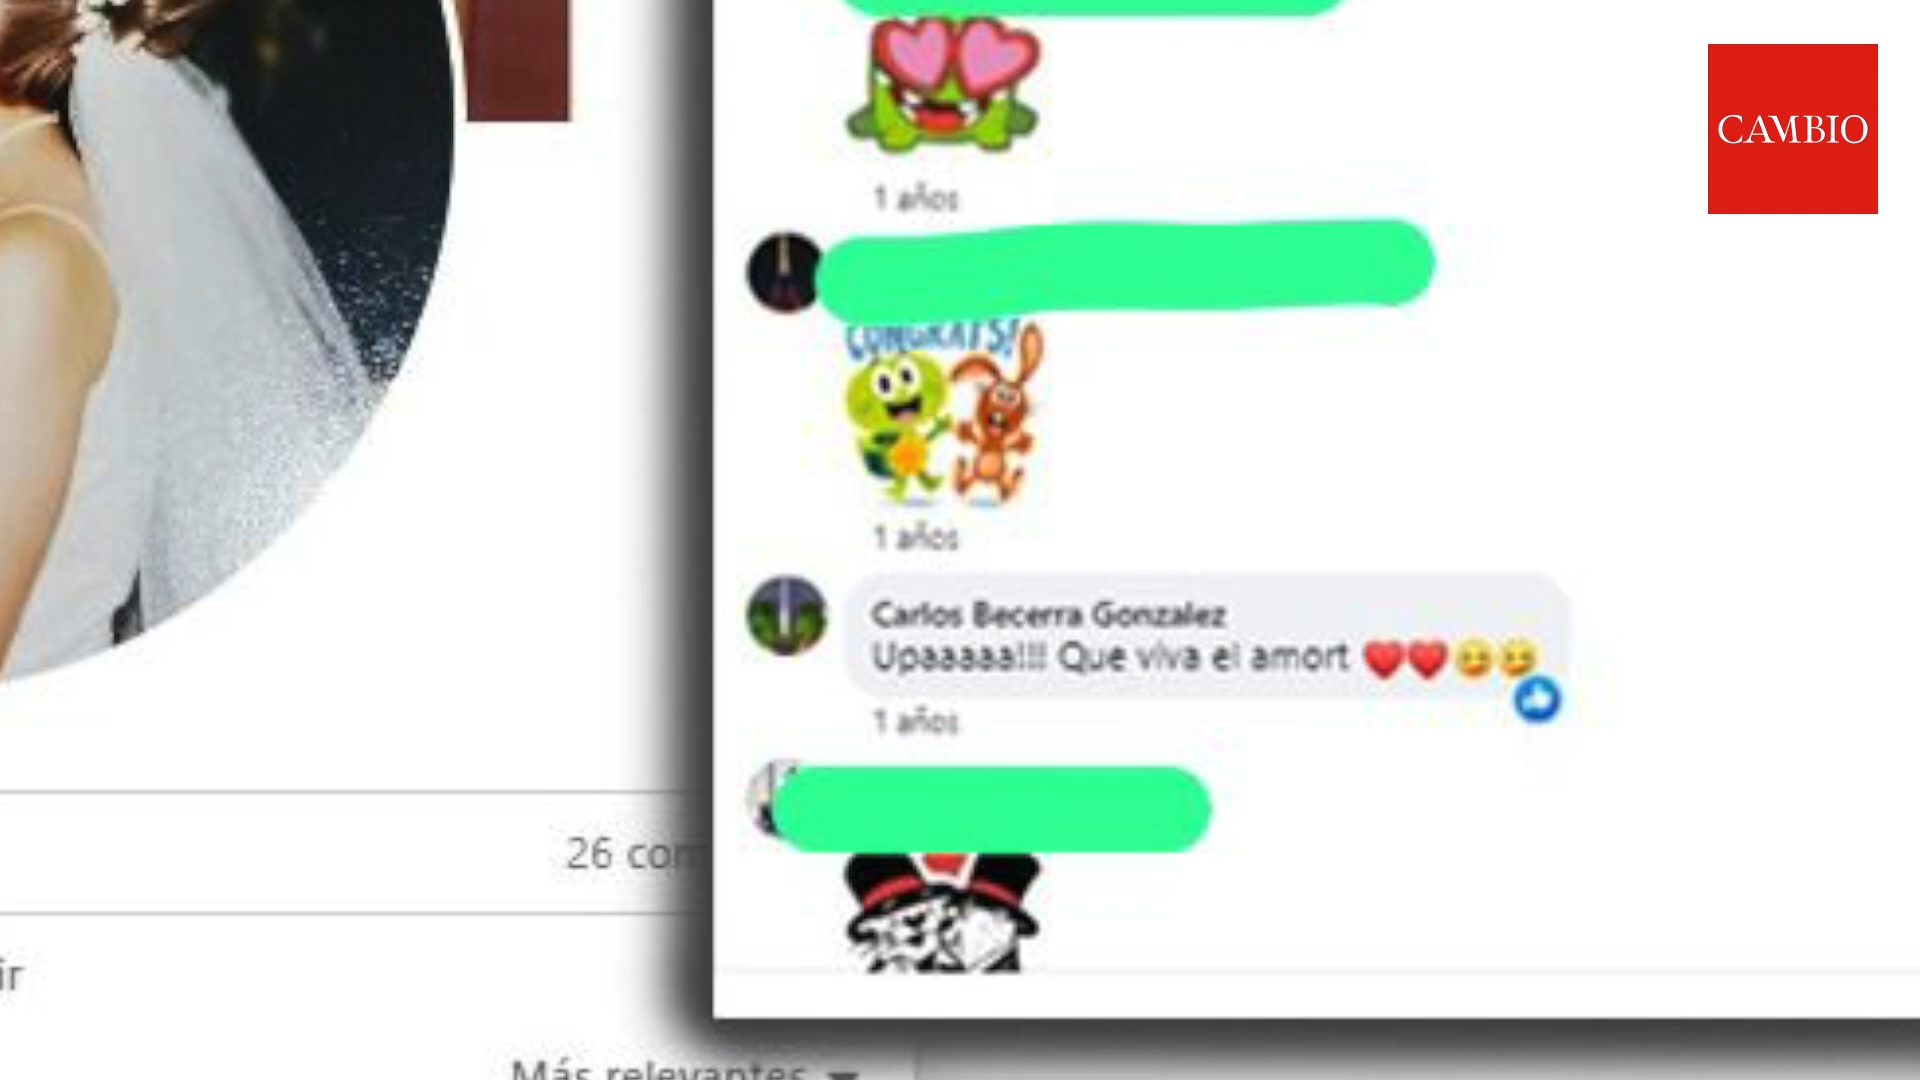 CAMBIO
1 años
CONGRATS!
1 años
Carlos Becerra Gonzalez
Upaaaaa!!! Que viva el amort ❤️❤️😊😊
1 años
26 com
ir
Más relevantes